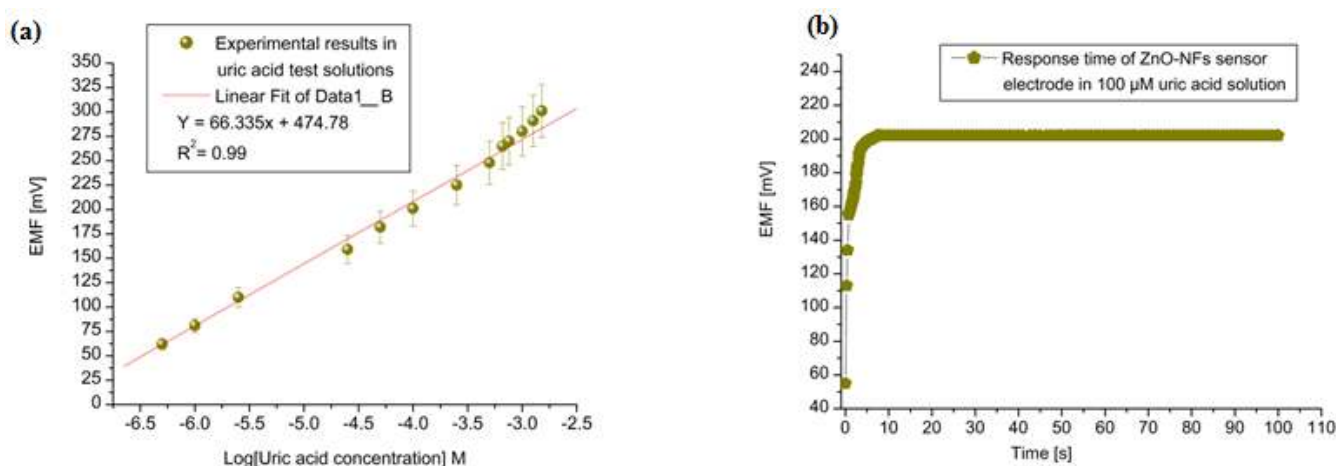 (a)
Experimental results in
uric acid test solutions
Linear Fit of Data1__B
Y = 66.335x + 474.78
R²= 0.99
350
325
300
275
250
225
200
175
150
125
100
75
50
25
0
EMF [mV]
-6.5 -6.0 -5.5 -5.0 -4.5 -4.0 -3.5 -3.0 -2.5
Log[Uric acid concentration] M
(b)
Response time of ZnO-NFs sensor
electrode in 100 µM uric acid solution
240
220
200
180
160
140
120
100
80
60
40
EMF [mV]
0 10 20 30 40 50 60 70 80 90 100 110
Time [s]